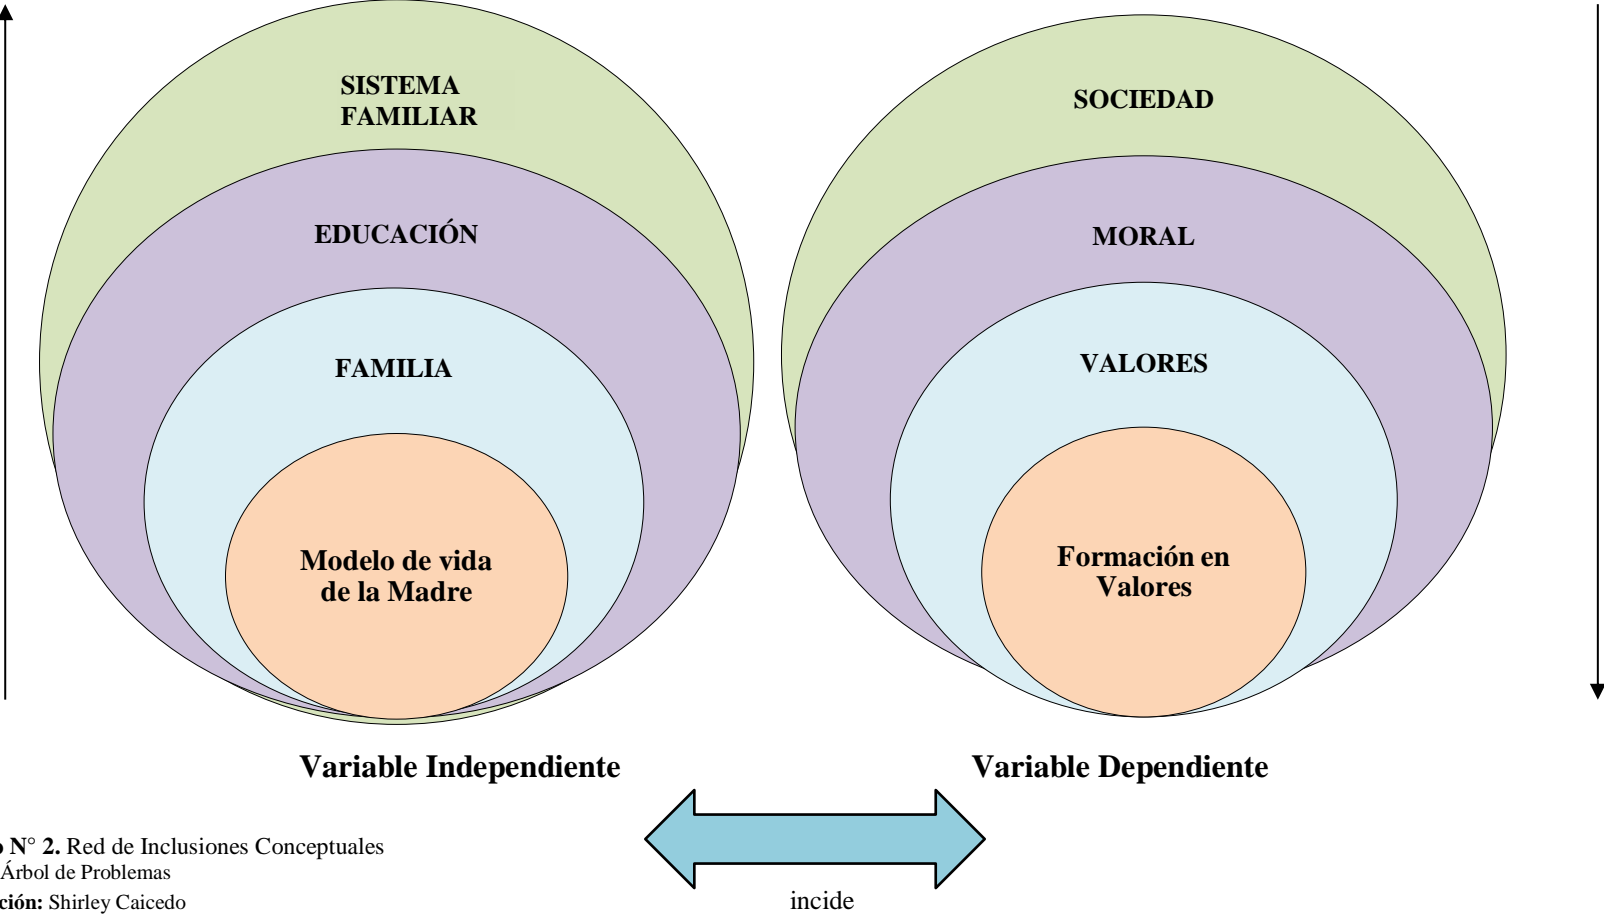 SISTEMA
FAMILIAR
EDUCACIÓN
FAMILIA
Modelo de vida
de la Madre
SOCIEDAD
MORAL
VALORES
Formación en
Valores
Variable Independiente
Variable Dependiente
incide
N° 2. Red de Inclusiones Conceptuales
Árbol de Problemas
ción: Shirley Caicedo